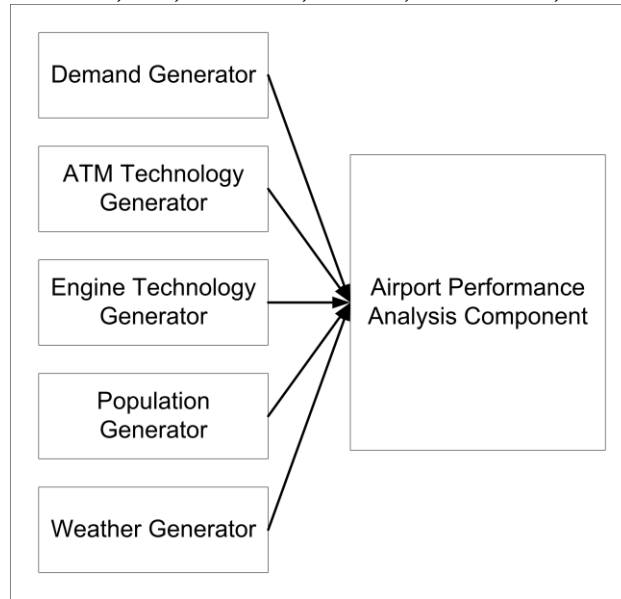 Demand Generator
ATM Technology
Generator
Engine Technology
Generator
Population
Generator
Weather Generator
Airport Performance
Analysis Component